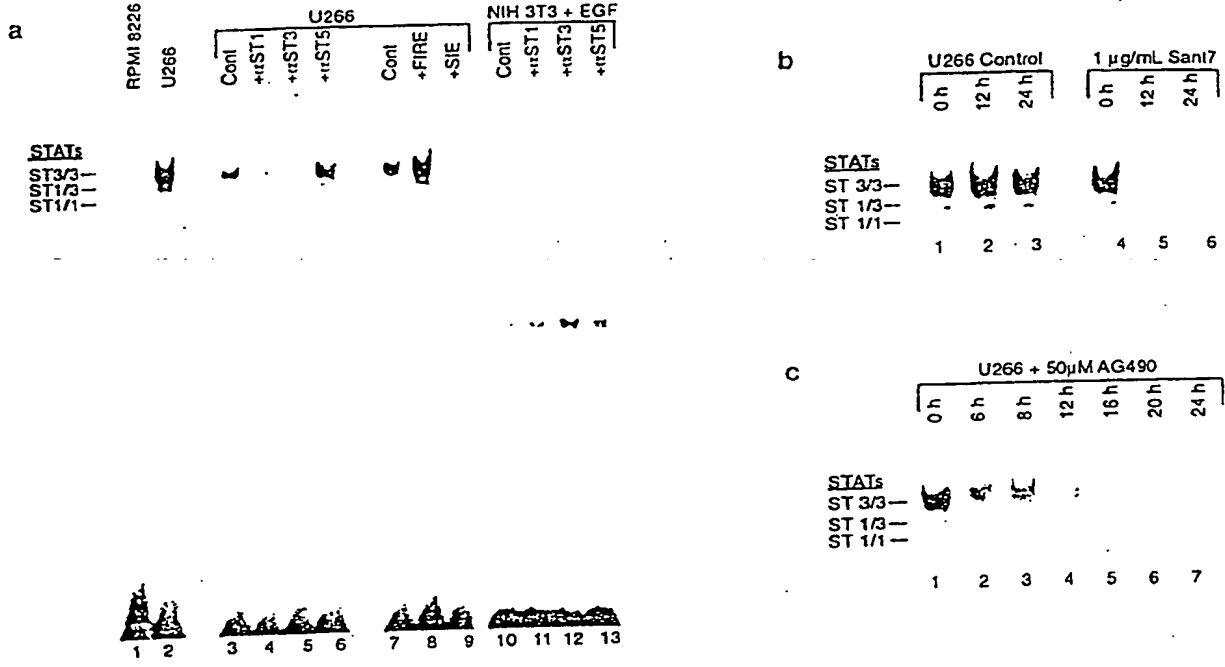 a
U266
NIH 3T3 + EGF
RPMI 8226
U266
Cont
+αST1
+αST3
+αST5
Cont
+FIRE
+SIE
Cont
+αST1
+αST3
+αST5
STATs
ST3/3
ST1/3
ST1/1
1 2 3 4 5 6 7 8 9 10 11 12 13
b
U266 Control
1 µg/mL Sant7
0 h
12 h
24 h
0 h
12 h
24 h
STATs
ST 3/3
ST 1/3
ST 1/1
1 2 3 4 5 6
c
U266 + 50µM AG490
0 h
6 h
8 h
12 h
16 h
20 h
24 h
STATs
ST 3/3
ST 1/3
ST 1/1
1 2 3 4 5 6 7